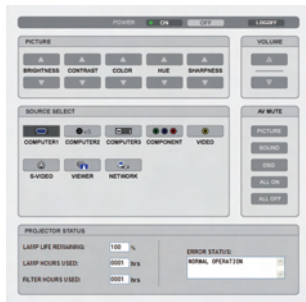 POWER ON OFF LOGOFF
PICTURE
BRIGHTNESS CONTRAST COLOR HUE SHARPNESS
VOLUME
SOURCE SELECT
COMPUTER1 COMPUTER2 COMPUTER3 COMPONENT VIDEO
S-VIDEO VIEWER NETWORK
AV MUTE
PICTURE
SOUND
OSD
ALL ON
ALL OFF
PROJECTOR STATUS
LAMP LIFE REMAINING: 100 %
LAMP HOURS USED: 0001 hrs
FILTER HOURS USED: 0001 hrs
ERROR STATUS:
NORMAL OPERATION